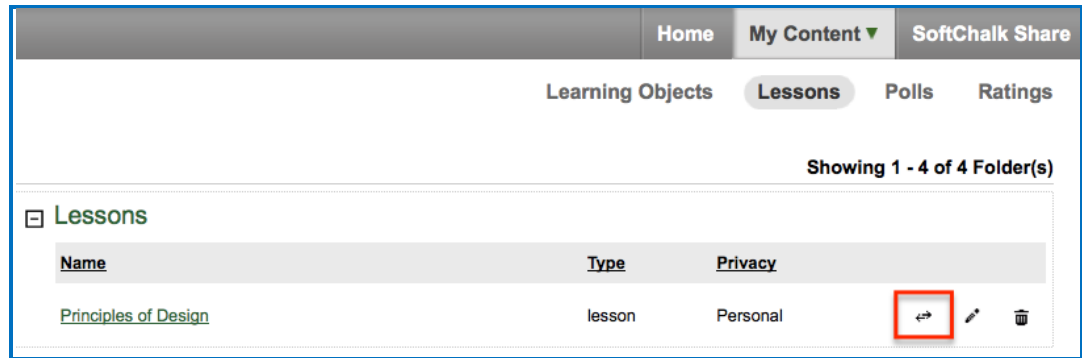 Home My Content ▼ SoftChalk Share
Learning Objects Lessons Polls Ratings
Showing 1 - 4 of 4 Folder(s)
Lessons
Name Type Privacy
Principles of Design lesson Personal